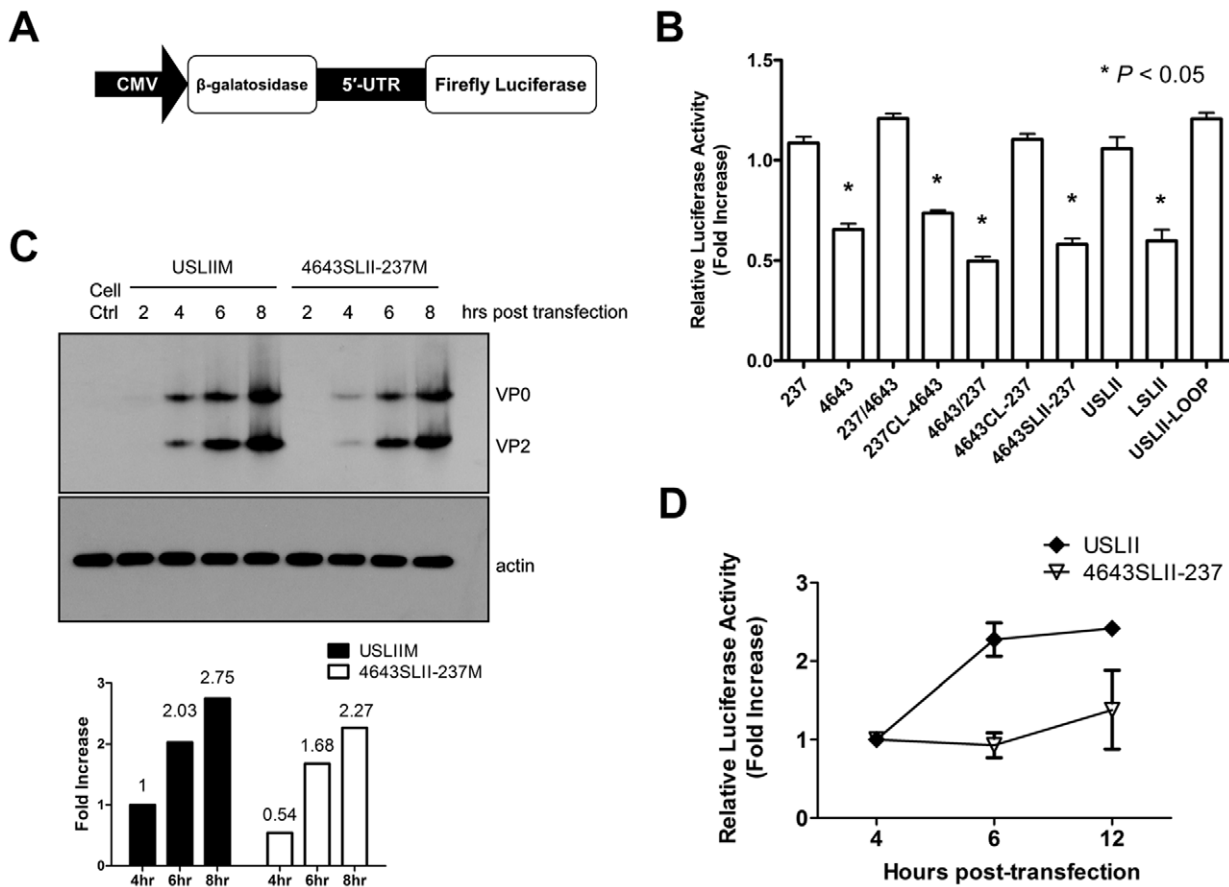 A
CMV
β-galatosidase
5′-UTR
Firefly Luciferase
B
Relative Luciferase Activity
(Fold Increase)
1.5
1.0
0.5
0.0
* P < 0.05
*
*
*
*
*
237
4643
237/4643
237CL-4643
4643/237
4643CL-237
4643SLII-237
USLII
LSLII
USLII-LOOP
C
USLIIM
4643SLII-237M
Cell
Ctrl 2 4 6 8 2 4 6 8 hrs post transfection
VP0
VP2
actin
USLIIM
4643SLII-237M
Fold Increase
3
2
1
0
1
2.03
2.75
0.54
1.68
2.27
4hr 6hr 8hr 4hr 6hr 8hr
D
USLII
4643SLII-237
Relative Luciferase Activity
(Fold Increase)
3
2
1
0
4 6 12
Hours post-transfection